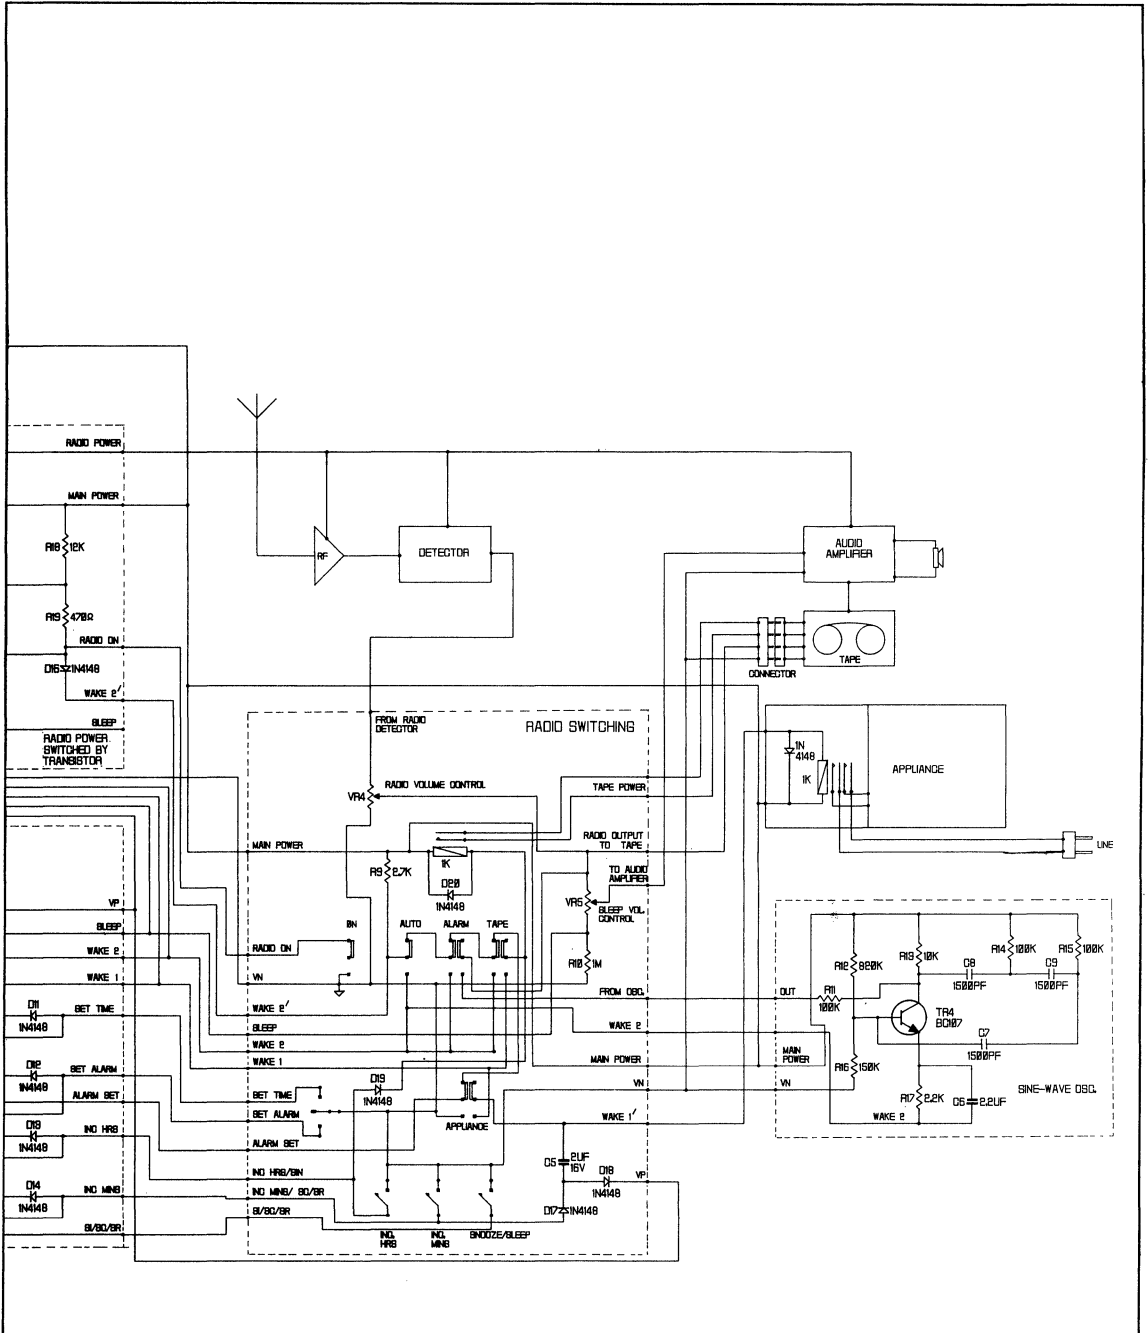 RADIO POWER
MAIN POWER
R18 12K
R19 470Ω
RADIO ON
D16 1N4148
WAKE 2′
SLEEP
RADIO POWER
SWITCHED BY
TRANSISTOR
VP
SLEEP
WAKE 2
WAKE 1
D11
1N4148
SET TIME
D12
1N4148
SET ALARM
ALARM SET
D13
1N4148
INC HRS
D14
1N4148
INC MINS
SI/SO/SR
RF
DETECTOR
AUDIO
AMPLIFIER
TAPE
CONNECTOR
FROM RADIO
DETECTOR
RADIO SWITCHING
VR4
RADIO VOLUME CONTROL
TAPE POWER
MAIN POWER
RADIO OUTPUT
TO TAPE
R9 2.7K
1K
D20
1N4148
TO AUDIO
AMPLIFIER
VR5
SLEEP VOL.
CONTROL
ON
AUTO
ALARM
TAPE
RADIO ON
R10 1M
VN
FROM OSC.
WAKE 2′
SLEEP
WAKE 2
WAKE 2
WAKE 1
MAIN POWER
D19
1N4148
VN
SET TIME
SET ALARM
APPLIANCE
WAKE 1′
ALARM SET
C5
2UF
16V
INC HRS/SIN
D18
1N4148
VP
INC MINS/ SO/SR
D17 1N4148
SI/SO/SR
INC.
HRS
INC.
MINS
SNOOZE/SLEEP
1N
4148
1K
APPLIANCE
LINE
R12 820K
R13 10K
R14 100K
R15 100K
C8
1500PF
C9
1500PF
OUT
R11
100K
TR4
BC107
C7
1500PF
MAIN
POWER
R16 150K
VN
R17 2.2K
C6 2.2UF
SINE-WAVE OSC.
WAKE 2